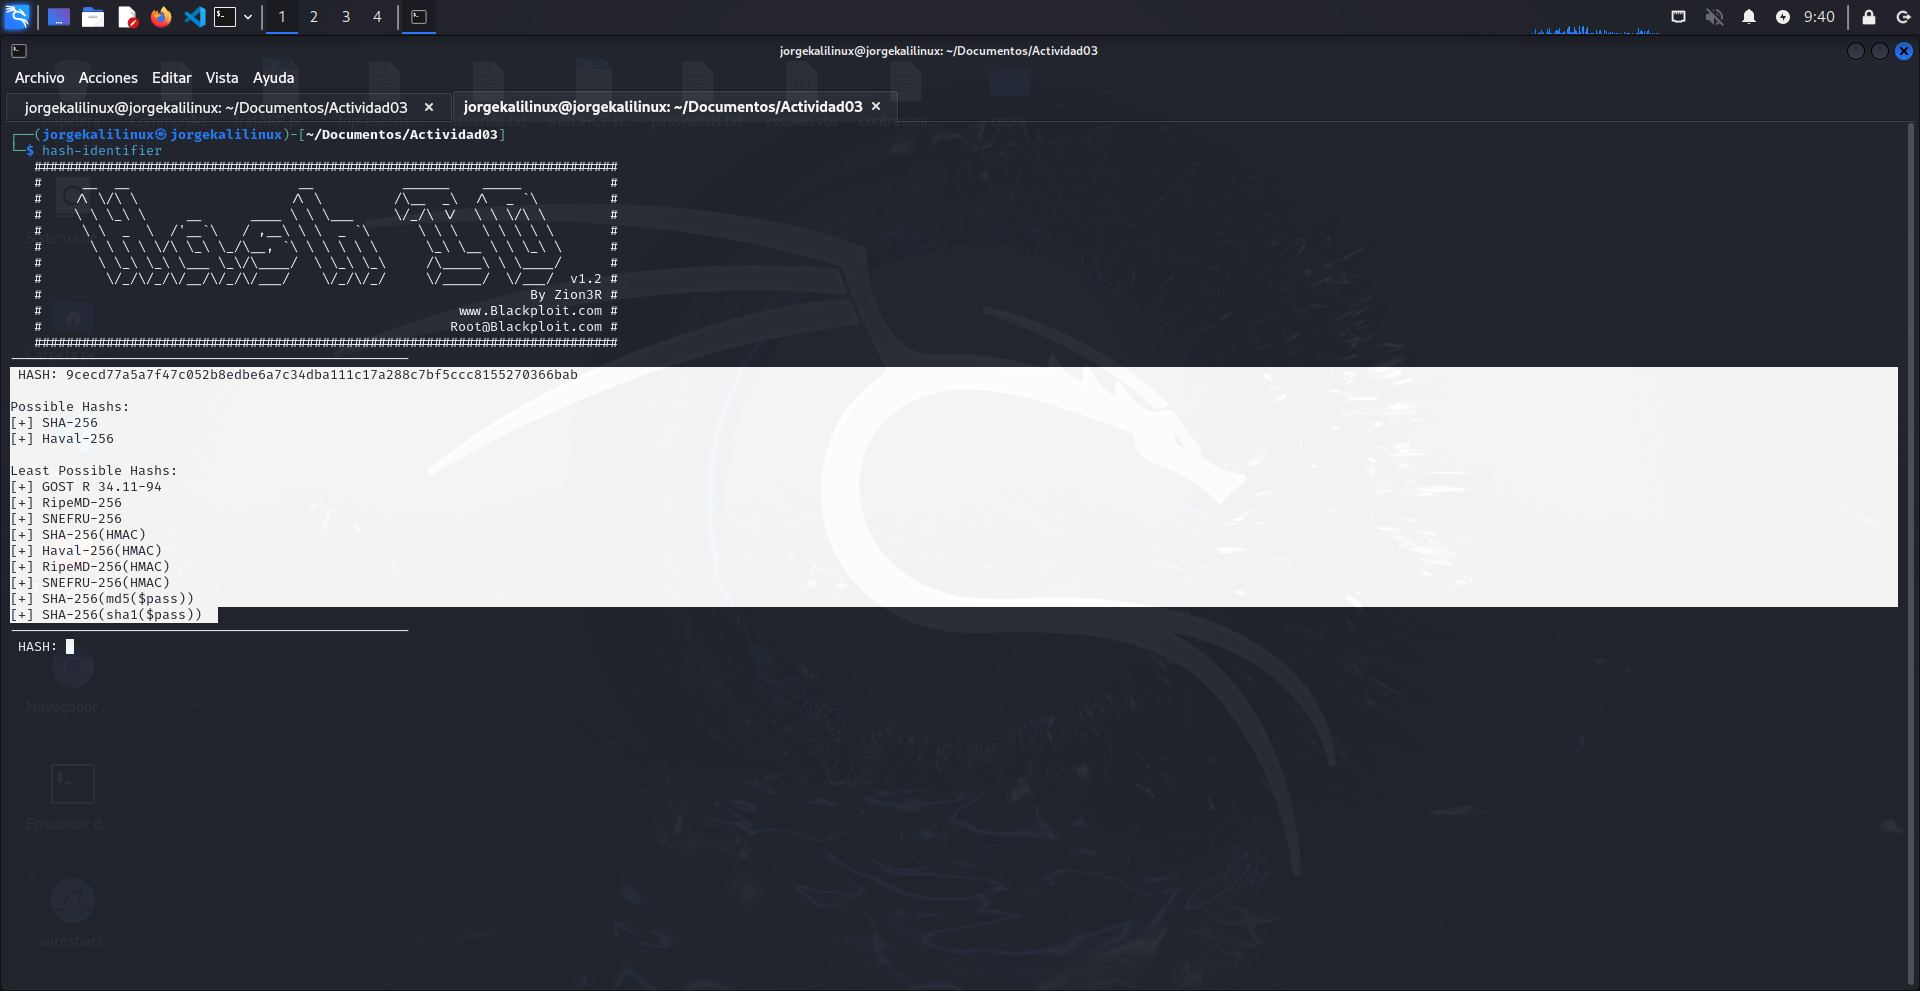 1 2 3 4
9:40
jorgekalilinux@jorgekalilinux: ~/Documentos/Actividad03
Archivo Acciones Editar Vista Ayuda
jorgekalilinux@jorgekalilinux: ~/Documentos/Actividad03 × jorgekalilinux@jorgekalilinux: ~/Documentos/Actividad03 ×
(jorgekalilinux㉿jorgekalilinux)-[~/Documentos/Actividad03]
$ hash-identifier
v1.2
By Zion3R
www.Blackploit.com
Root@Blackploit.com
HASH: 9cecd77a5a7f47c052b8edbe6a7c34dba111c17a288c7bf5ccc8155270366bab
Possible Hashs:
[+] SHA-256
[+] Haval-256
Least Possible Hashs:
[+] GOST R 34.11-94
[+] RipeMD-256
[+] SNEFRU-256
[+] SHA-256(HMAC)
[+] Haval-256(HMAC)
[+] RipeMD-256(HMAC)
[+] SNEFRU-256(HMAC)
[+] SHA-256(md5($pass))
[+] SHA-256(sha1($pass))
HASH:
Navegador ...
Emulador d...
wireshark